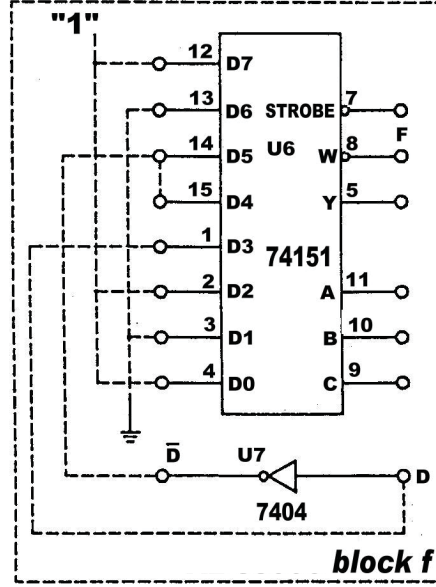 "1"
12 D7
13 D6 STROBE 7
F
14 D5 U6 W 8
15 D4 Y 5
1 D3
74151
2 D2 A 11
3 D1 B 10
4 D0 C 9
D̅ U7 D
7404
block f